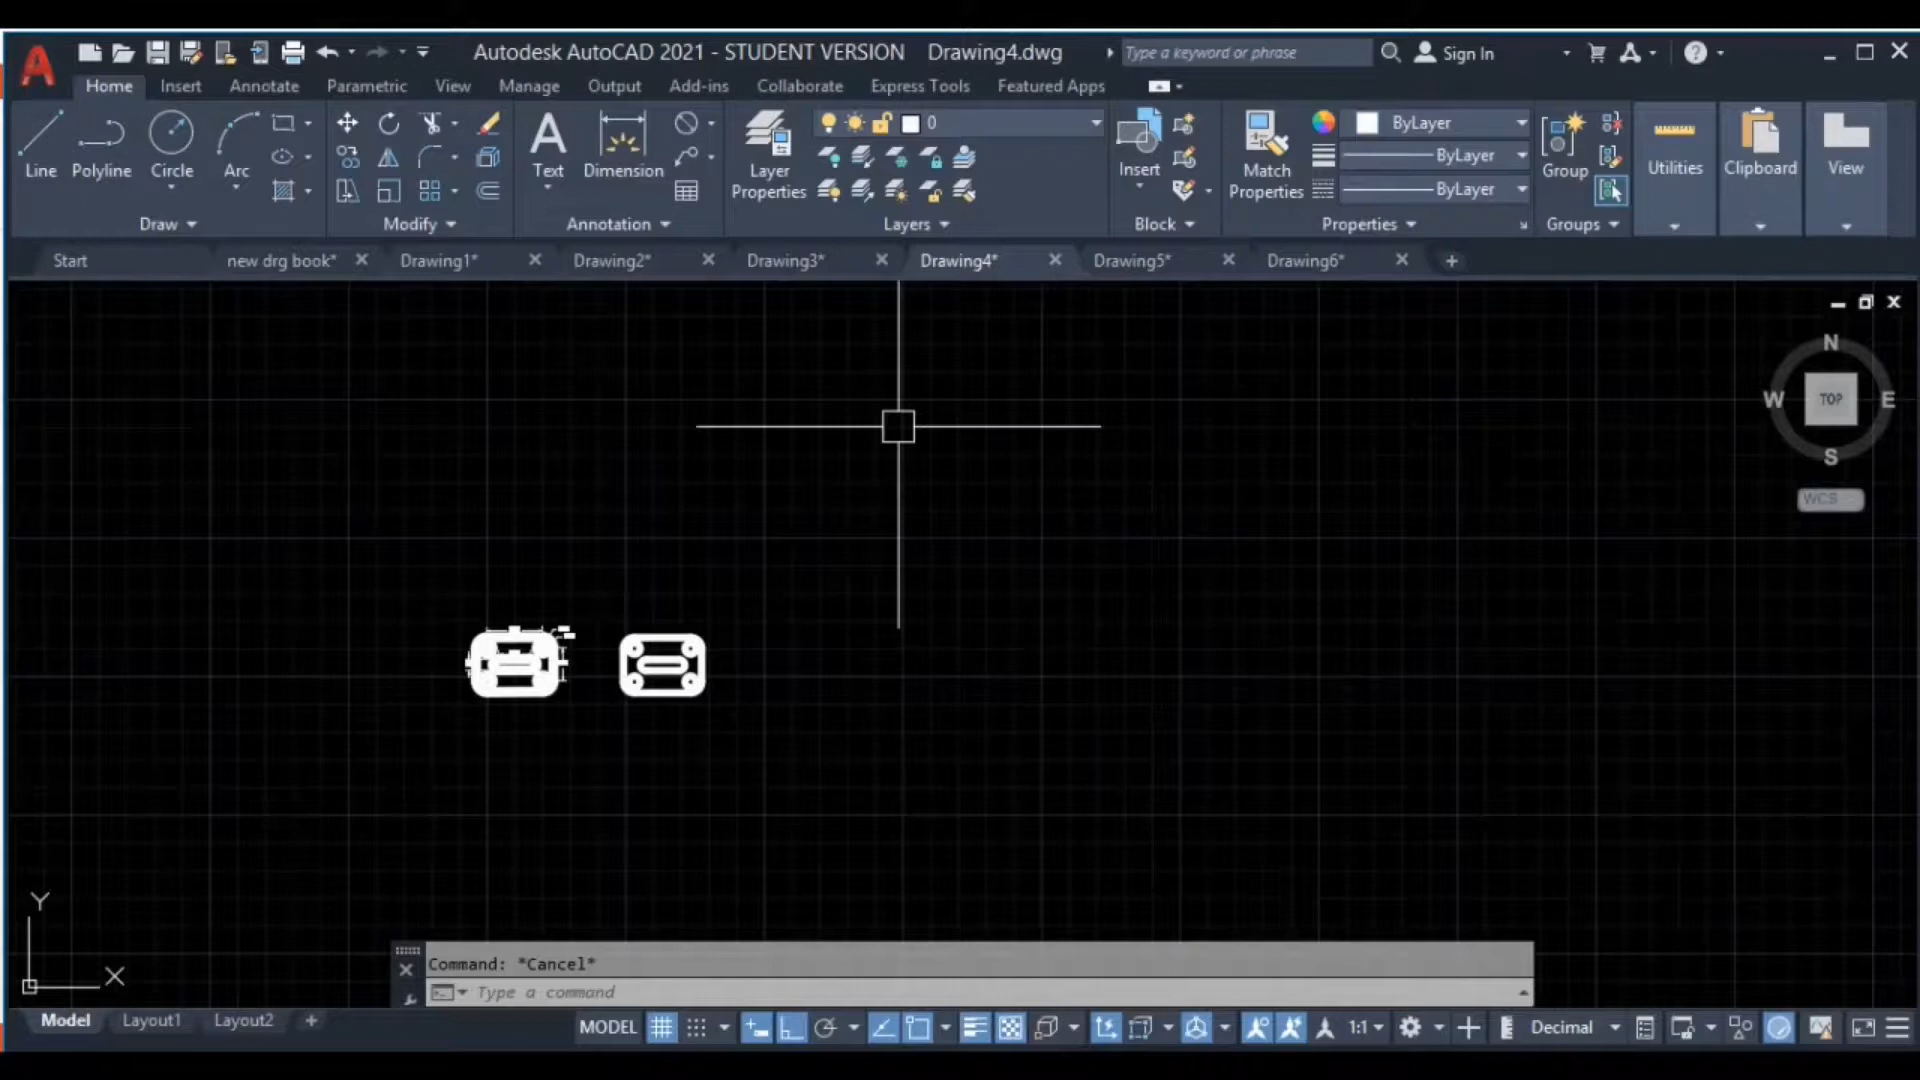 Autodesk AutoCAD 2021 - STUDENT VERSION Drawing4.dwg
Type a keyword or phrase
Sign In
Home Insert Annotate Parametric View Manage Output Add-ins Collaborate Express Tools Featured Apps
Line Polyline Circle Arc
Text Dimension
Layer Properties
0
Insert
Match Properties
ByLayer
ByLayer
ByLayer
Group
Utilities
Clipboard
View
Draw Modify Annotation Layers Block Properties Groups
Start new drg book* Drawing1* Drawing2* Drawing3* Drawing4* Drawing5* Drawing6*
N
W TOP E
S
WCS
Y
X
Command: *Cancel*
Type a command
Model Layout1 Layout2
MODEL 1:1 Decimal